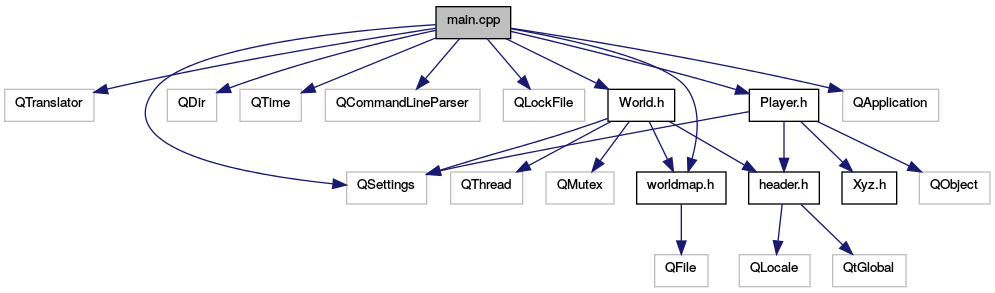 main.cpp
QTranslator
QDir
QTime
QCommandLineParser
QLockFile
World.h
Player.h
QApplication
QSettings
QThread
QMutex
worldmap.h
header.h
Xyz.h
QObject
QFile
QLocale
QtGlobal